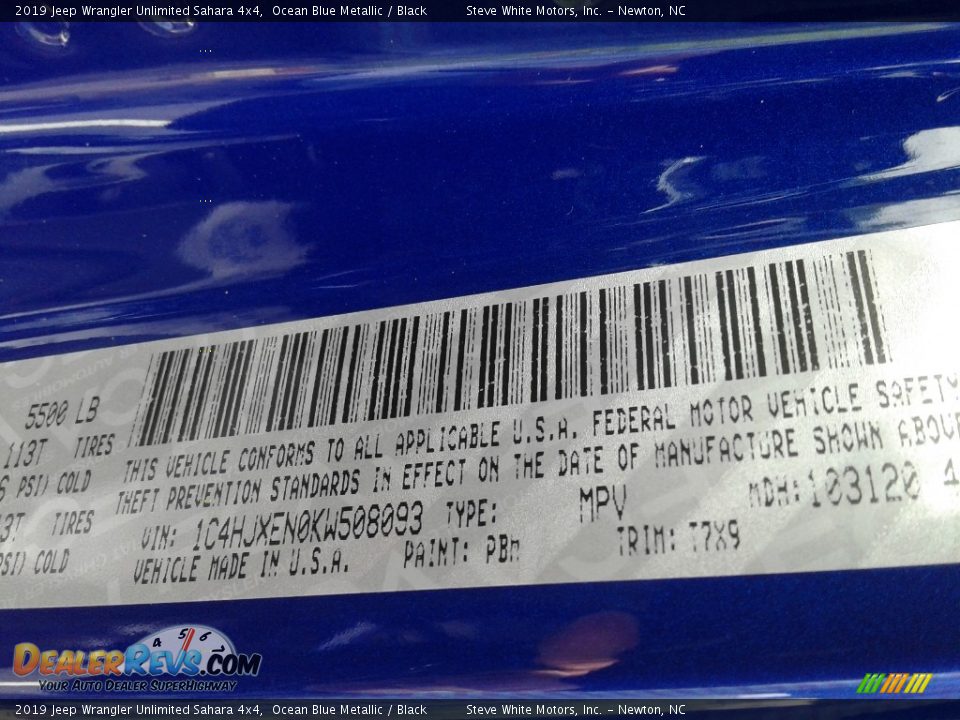 2019 Jeep Wrangler Unlimited Sahara 4x4, Ocean Blue Metallic / Black Steve White Motors, Inc. - Newton, NC
5500 LB
113T TIRES
PSI) COLD
TIRES
PSI) COLD
THIS VEHICLE CONFORMS TO ALL APPLICABLE U.S.A. FEDERAL MOTOR VEHICLE SAFETY
THEFT PREVENTION STANDARDS IN EFFECT ON THE DATE OF MANUFACTURE SHOWN ABOVE
VIN: 1C4HJXEN0KW508093 TYPE: MPV MDH: 103120 1
VEHICLE MADE IN U.S.A. PAINT: PBM TRIM: T7X9
4 5 6
DEALERREVS.COM
YOUR AUTO DEALER SUPERHIGHWAY
2019 Jeep Wrangler Unlimited Sahara 4x4, Ocean Blue Metallic / Black Steve White Motors, Inc. - Newton, NC